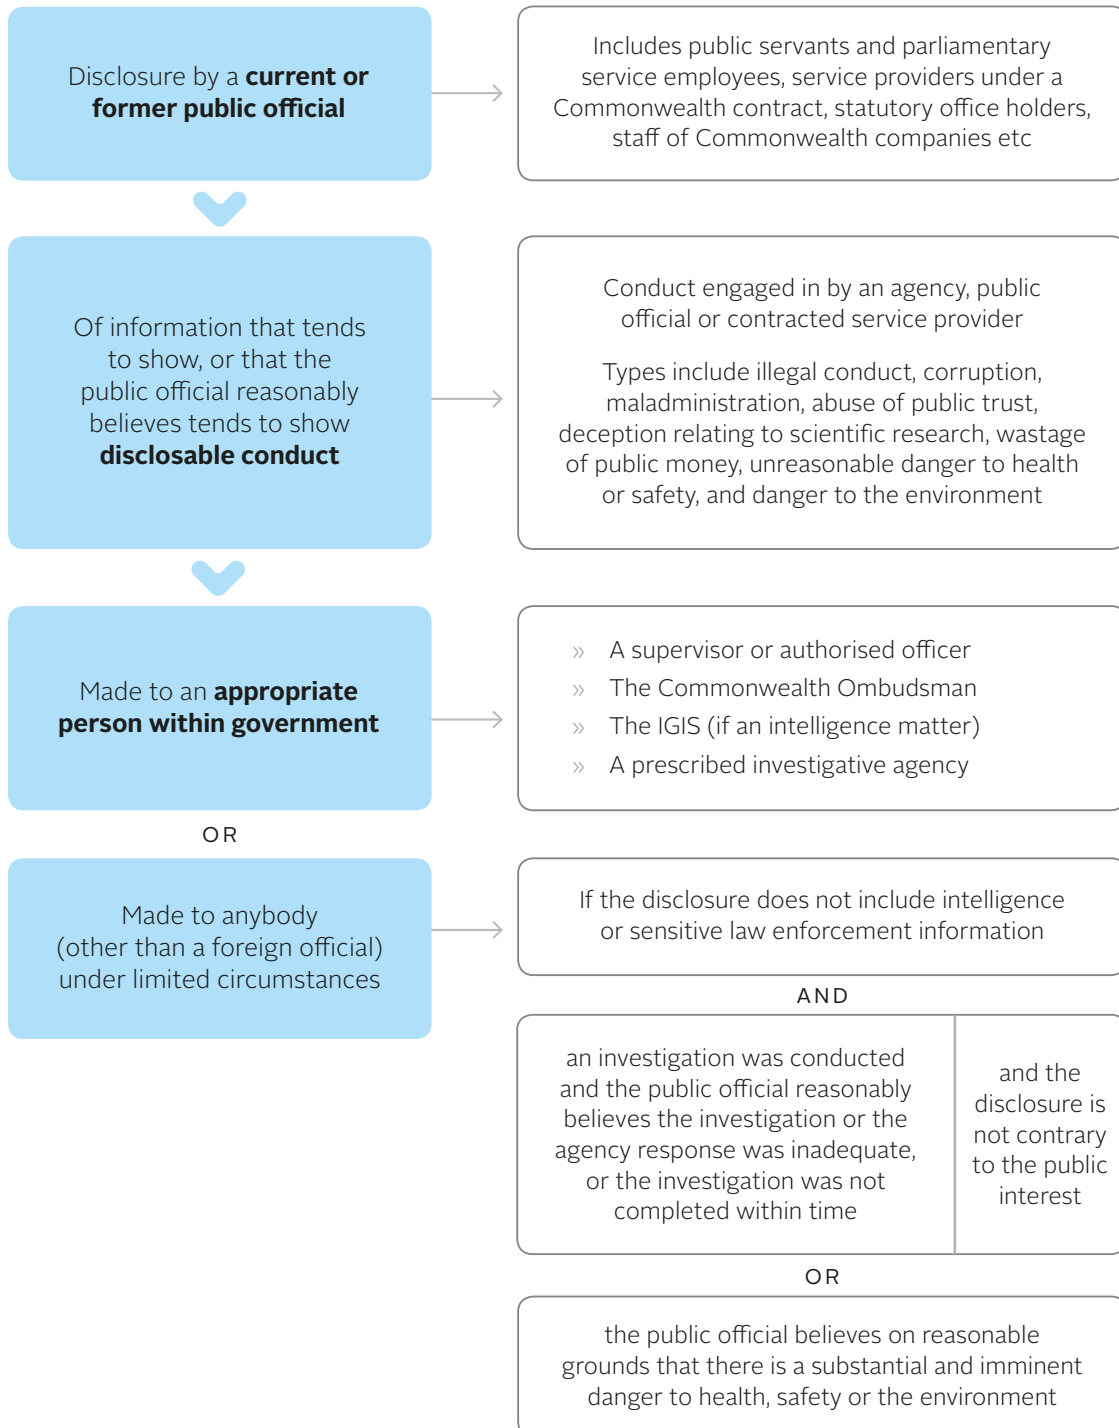 Disclosure by a current or
former public official
Includes public servants and parliamentary
service employees, service providers under a
Commonwealth contract, statutory office holders,
staff of Commonwealth companies etc
Of information that tends
to show, or that the
public official reasonably
believes tends to show
disclosable conduct
Conduct engaged in by an agency, public
official or contracted service provider
Types include illegal conduct, corruption,
maladministration, abuse of public trust,
deception relating to scientific research, wastage
of public money, unreasonable danger to health
or safety, and danger to the environment
Made to an appropriate
person within government
» A supervisor or authorised officer
» The Commonwealth Ombudsman
» The IGIS (if an intelligence matter)
» A prescribed investigative agency
OR
Made to anybody
(other than a foreign official)
under limited circumstances
If the disclosure does not include intelligence
or sensitive law enforcement information
AND
an investigation was conducted
and the public official reasonably
believes the investigation or the
agency response was inadequate,
or the investigation was not
completed within time
and the
disclosure is
not contrary
to the public
interest
OR
the public official believes on reasonable
grounds that there is a substantial and imminent
danger to health, safety or the environment